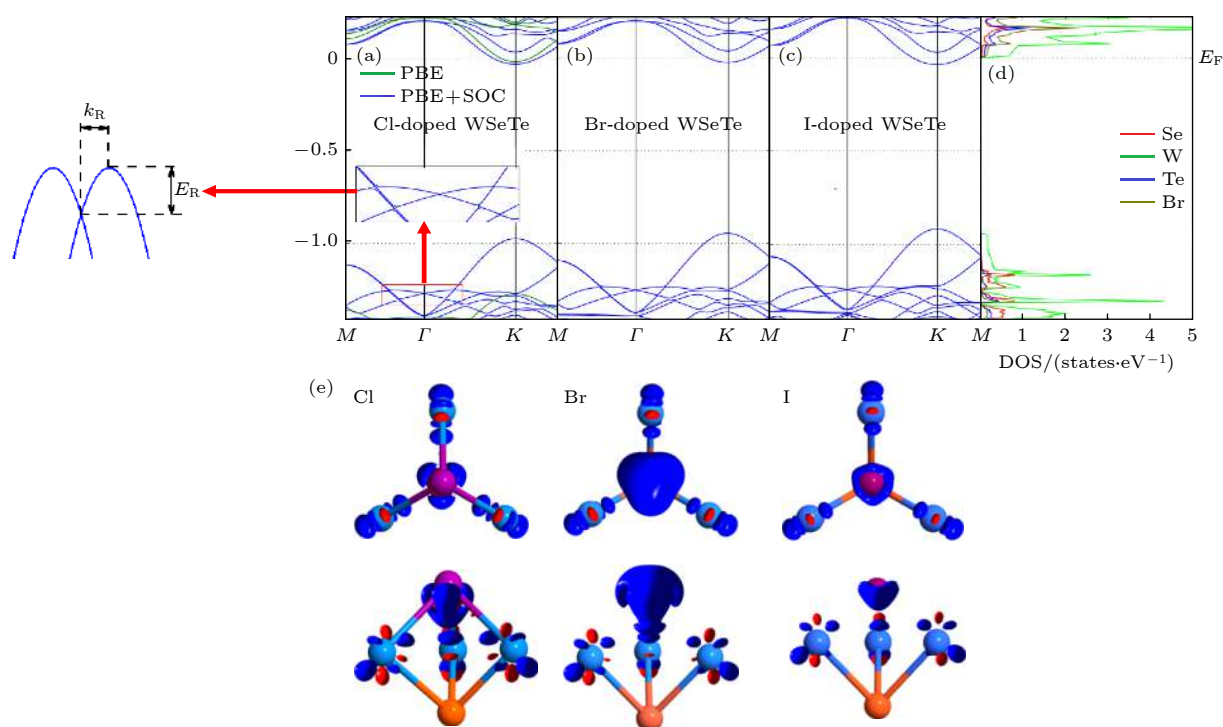 k_R
E_R
(a)
PBE
PBE+SOC
Cl-doped WSeTe
(b)
Br-doped WSeTe
(c)
I-doped WSeTe
(d)
E_F
Se
W
Te
Br
0
−0.5
−1.0
M Γ K M Γ K M Γ K M 1 2 3 4 5
DOS/(states·eV⁻¹)
(e)
Cl Br I